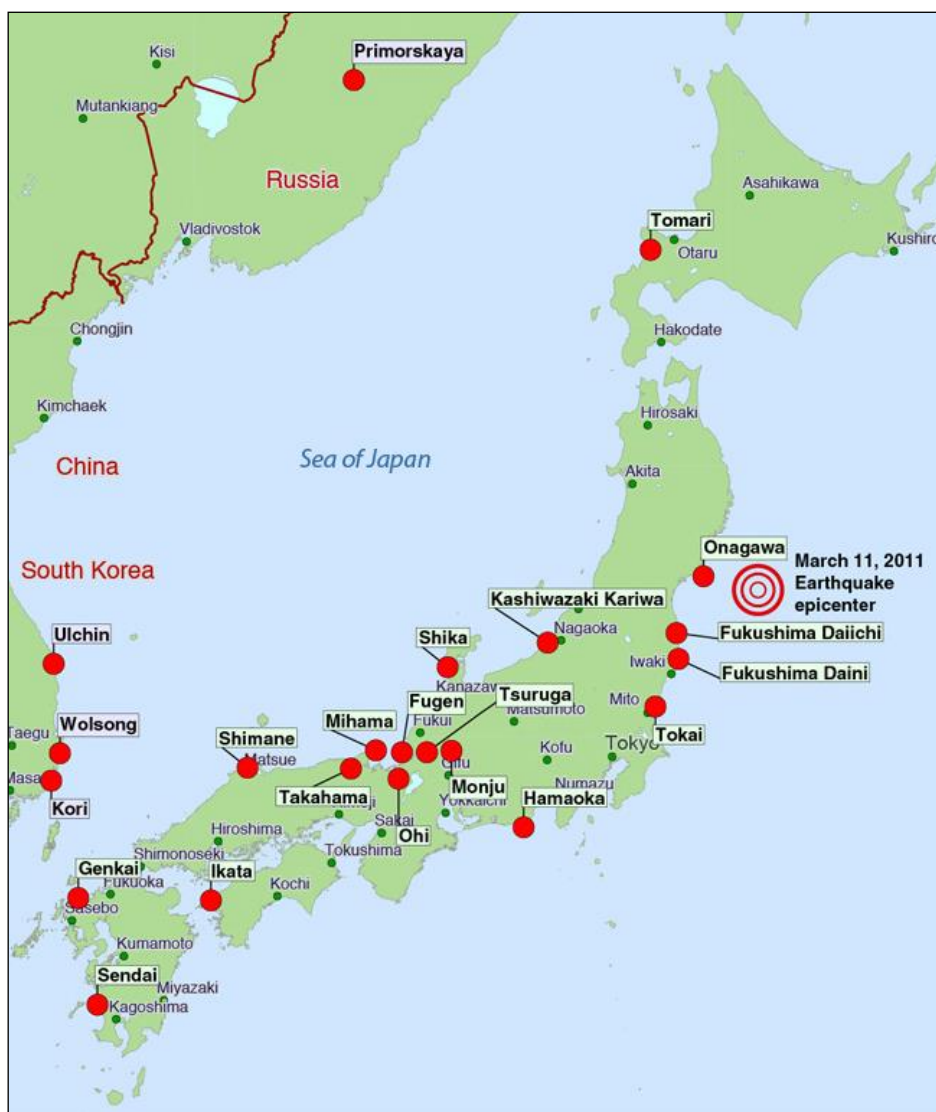 Primorskaya
Kisi
Mutankiang
Russia
Asahikawa
Tomari
Vladivostok
Otaru
Kushiro
Chongjin
Hakodate
Kimchaek
Hirosaki
China
Sea of Japan
Akita
South Korea
Onagawa
March 11, 2011
Earthquake
epicenter
Kashiwazaki Kariwa
Ulchin
Shika
Nagaoka
Fukushima Daiichi
Iwaki
Fukushima Daini
Kanazaw
Fugen
Tsuruga
Mito
Taegu
Wolsong
Mihama
Fukui
Matsumoto
Tokai
Shimane
Matsue
Gifu
Kofu
Tokyo
Masa
Kori
Takahama
Monju
Numazu
Hamaoka
Yokkaichi
Ohi
Sakai
Hiroshima
Shimonoseki
Tokushima
Genkai
Ikata
Fukuoka
Kochi
Sasebo
Kumamoto
Sendai
Miyazaki
Kagoshima